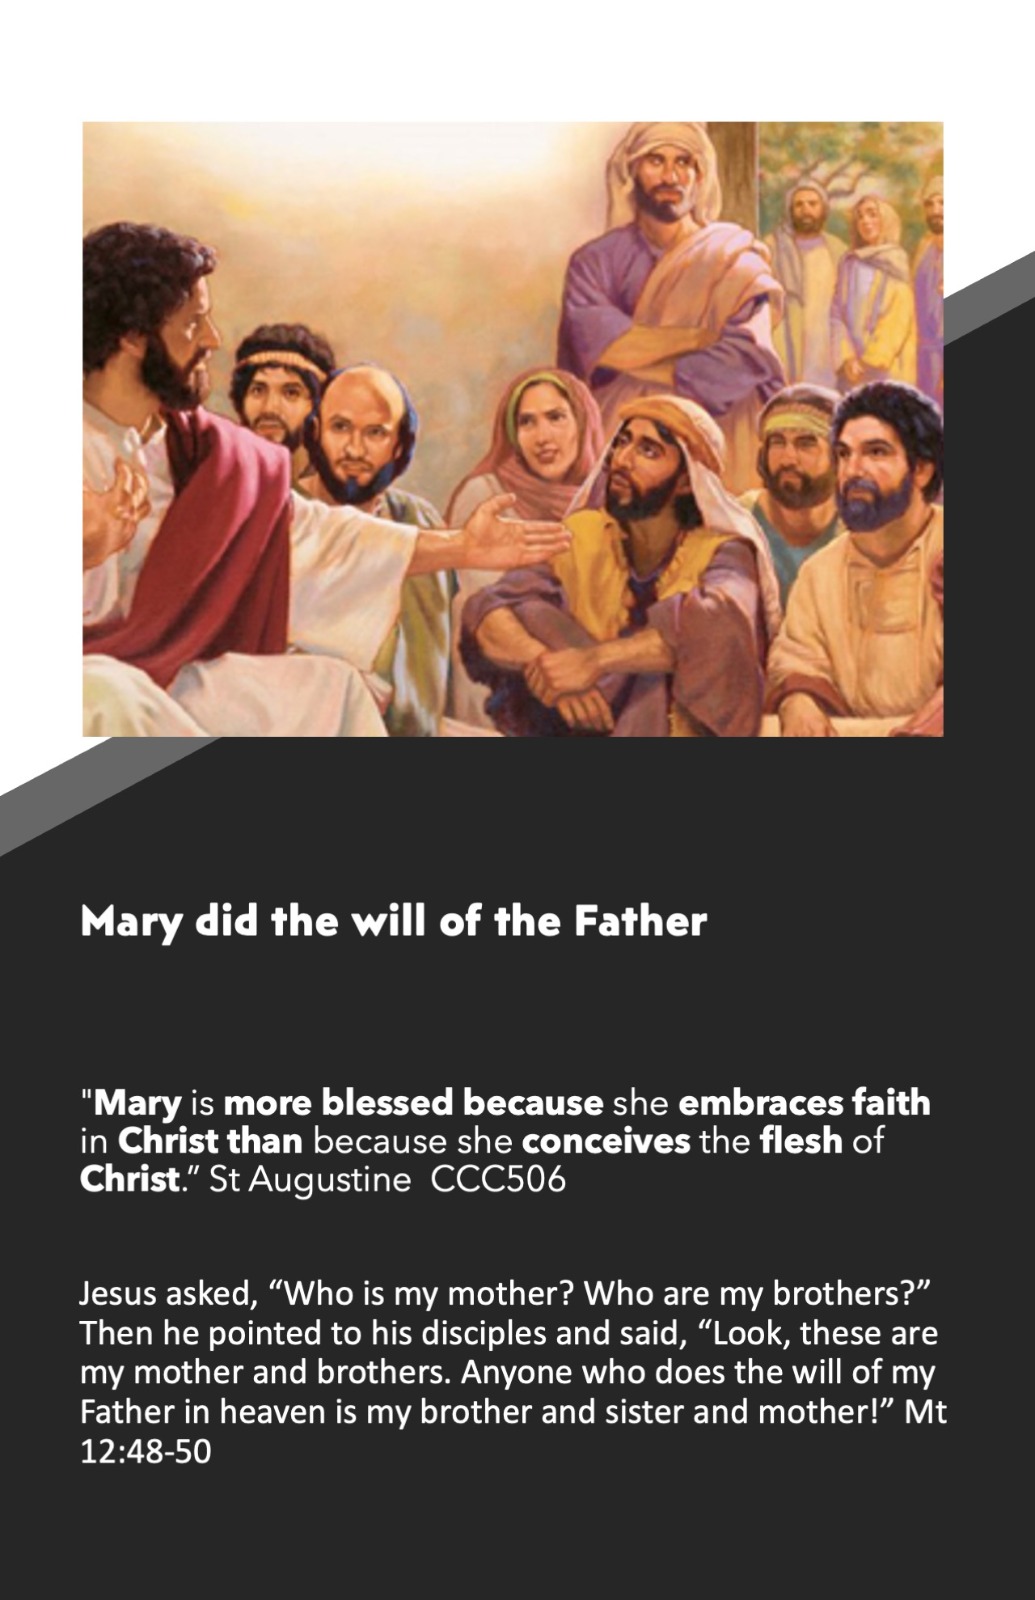 Mary did the will of the Father
"Mary is more blessed because she embraces faith
in Christ than because she conceives the flesh of
Christ.” St Augustine  CCC506
Jesus asked, “Who is my mother? Who are my brothers?”
Then he pointed to his disciples and said, “Look, these are
my mother and brothers. Anyone who does the will of my
Father in heaven is my brother and sister and mother!” Mt
12:48-50